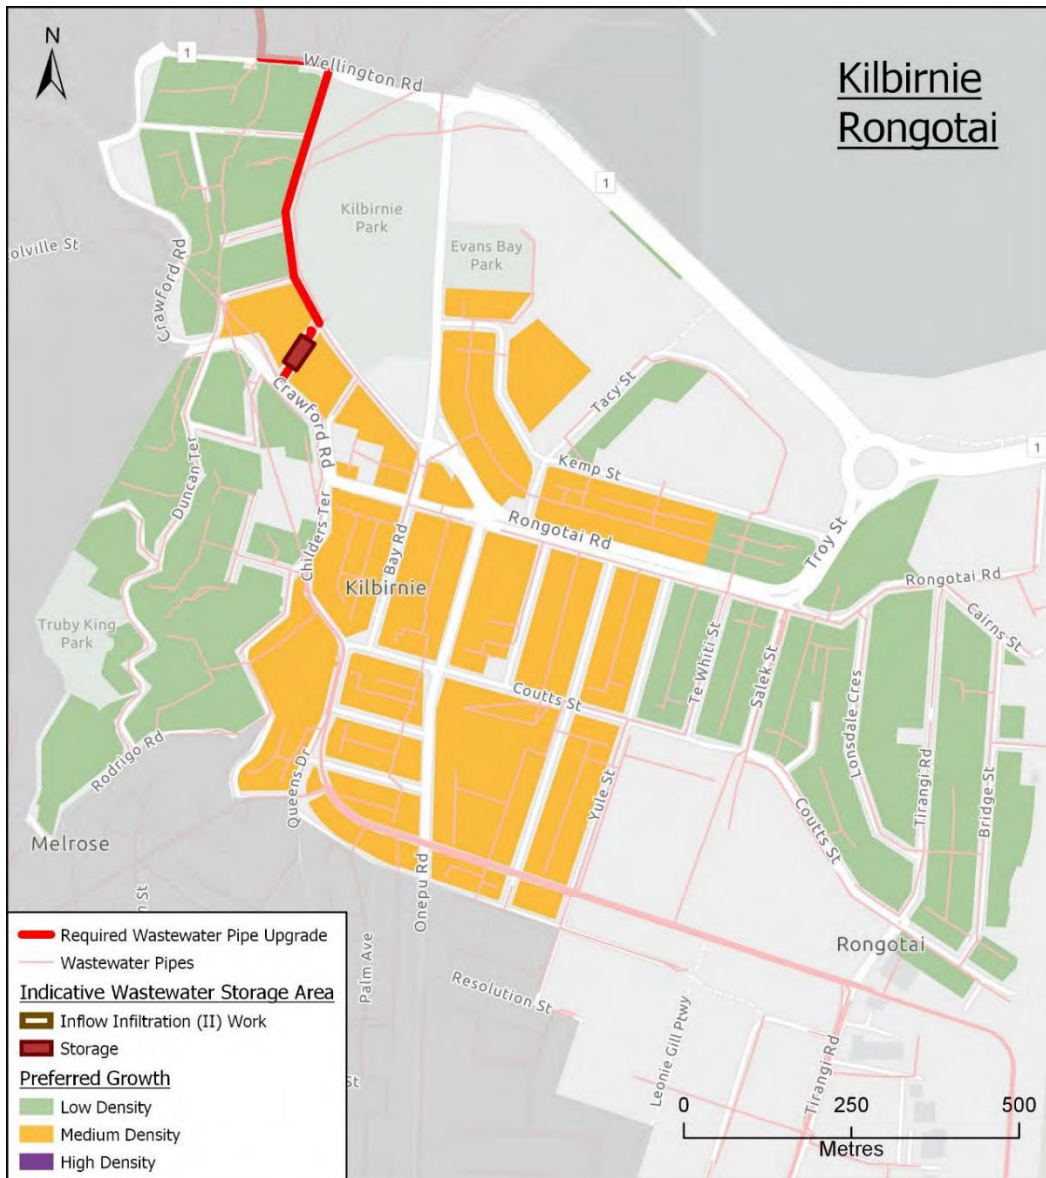 N
1
Wellington Rd
Kilbirnie
Rongotai
1
Kilbirnie
Park
Evans Bay
Park
olville St
Crawford Rd
Tacy St
Crawford Rd
Kemp St
1
Duncan Ter
Childers Ter
Bay Rd
Rongotai Rd
Troy St
Kilbirnie
Rongotai Rd
Cairns St
Truby King
Park
Te Whiti St
Salek St
Coutts St
Lonsdale Cres
Tirangi Rd
Bridge St
Rodrigo Rd
Queens Dr
Yule St
Coutts St
Melrose
Onepu Rd
n St
Palm Ave
Rongotai
Resolution St
Leonie Gill Ptwy
Tirangi Rd
St
Required Wastewater Pipe Upgrade
Wastewater Pipes
Indicative Wastewater Storage Area
Inflow Infiltration (II) Work
Storage
Preferred Growth
Low Density
Medium Density
High Density
0 250 500
Metres